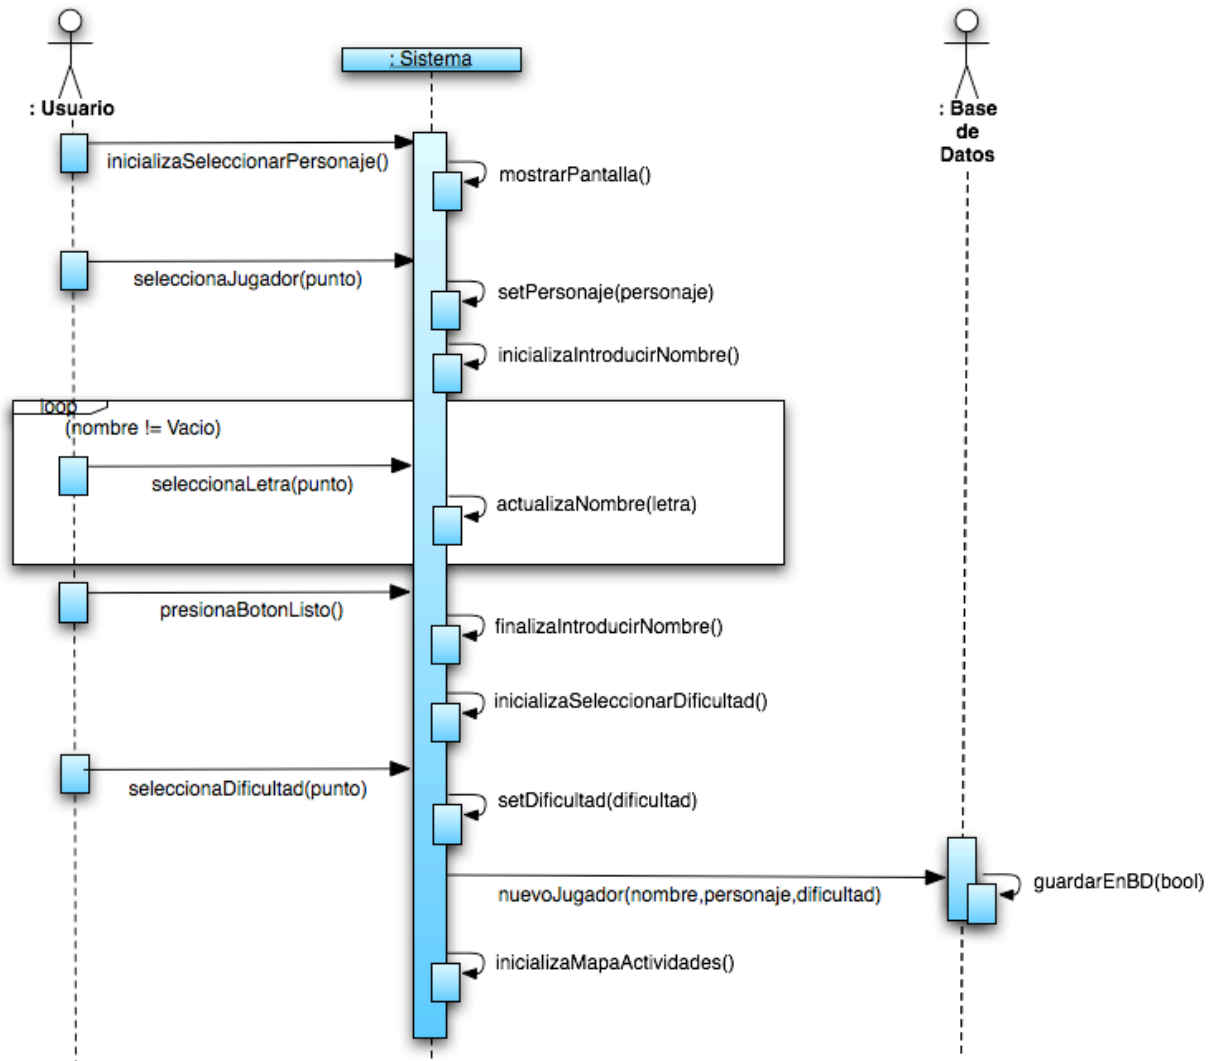 : Sistema
: Usuario
: Base
de
Datos
inicializaSeleccionarPersonaje()
mostrarPantalla()
seleccionaJugador(punto)
setPersonaje(personaje)
inicializaIntroducirNombre()
loop
(nombre != Vacio)
seleccionaLetra(punto)
actualizaNombre(letra)
presionaBotonListo()
finalizaIntroducirNombre()
inicializaSeleccionarDificultad()
seleccionaDificultad(punto)
setDificultad(dificultad)
guardarEnBD(bool)
nuevoJugador(nombre,personaje,dificultad)
inicializaMapaActividades()